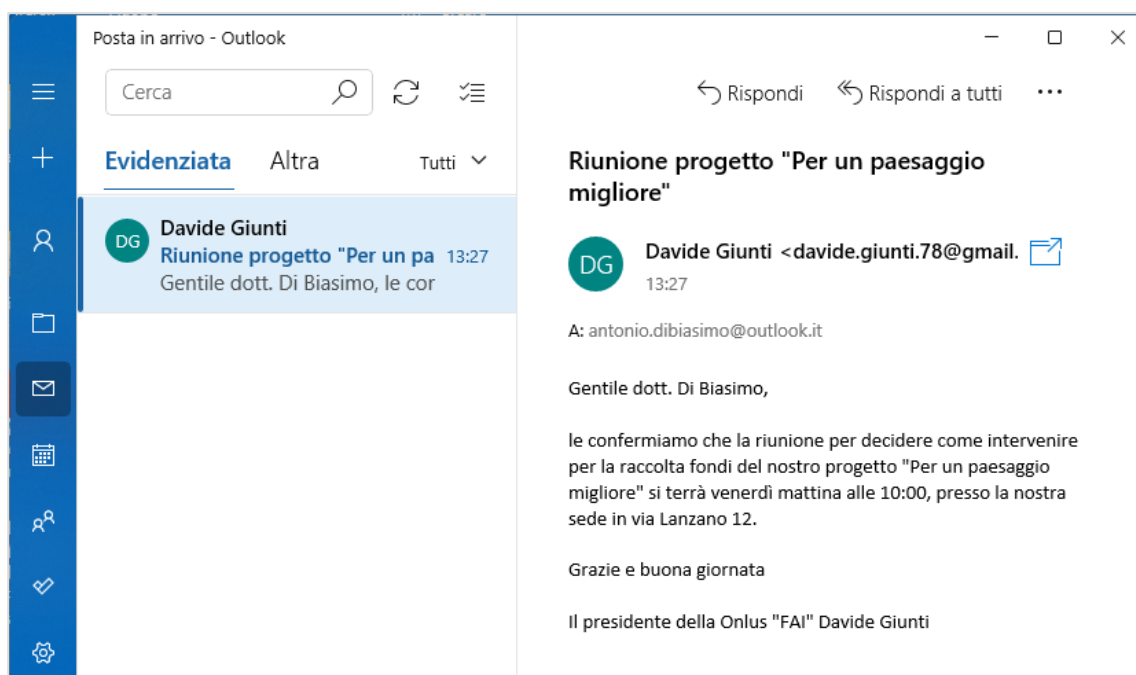 Posta in arrivo - Outlook
Cerca
Evidenziata Altra Tutti
DG
Davide Giunti
Riunione progetto "Per un pa 13:27
Gentile dott. Di Biasimo, le cor
Rispondi Rispondi a tutti
Riunione progetto "Per un paesaggio
migliore"
DG
Davide Giunti <davide.giunti.78@gmail.
13:27
A: antonio.dibiasimo@outlook.it
Gentile dott. Di Biasimo,
le confermiamo che la riunione per decidere come intervenire
per la raccolta fondi del nostro progetto "Per un paesaggio
migliore" si terrà venerdì mattina alle 10:00, presso la nostra
sede in via Lanzano 12.
Grazie e buona giornata
Il presidente della Onlus "FAI" Davide Giunti